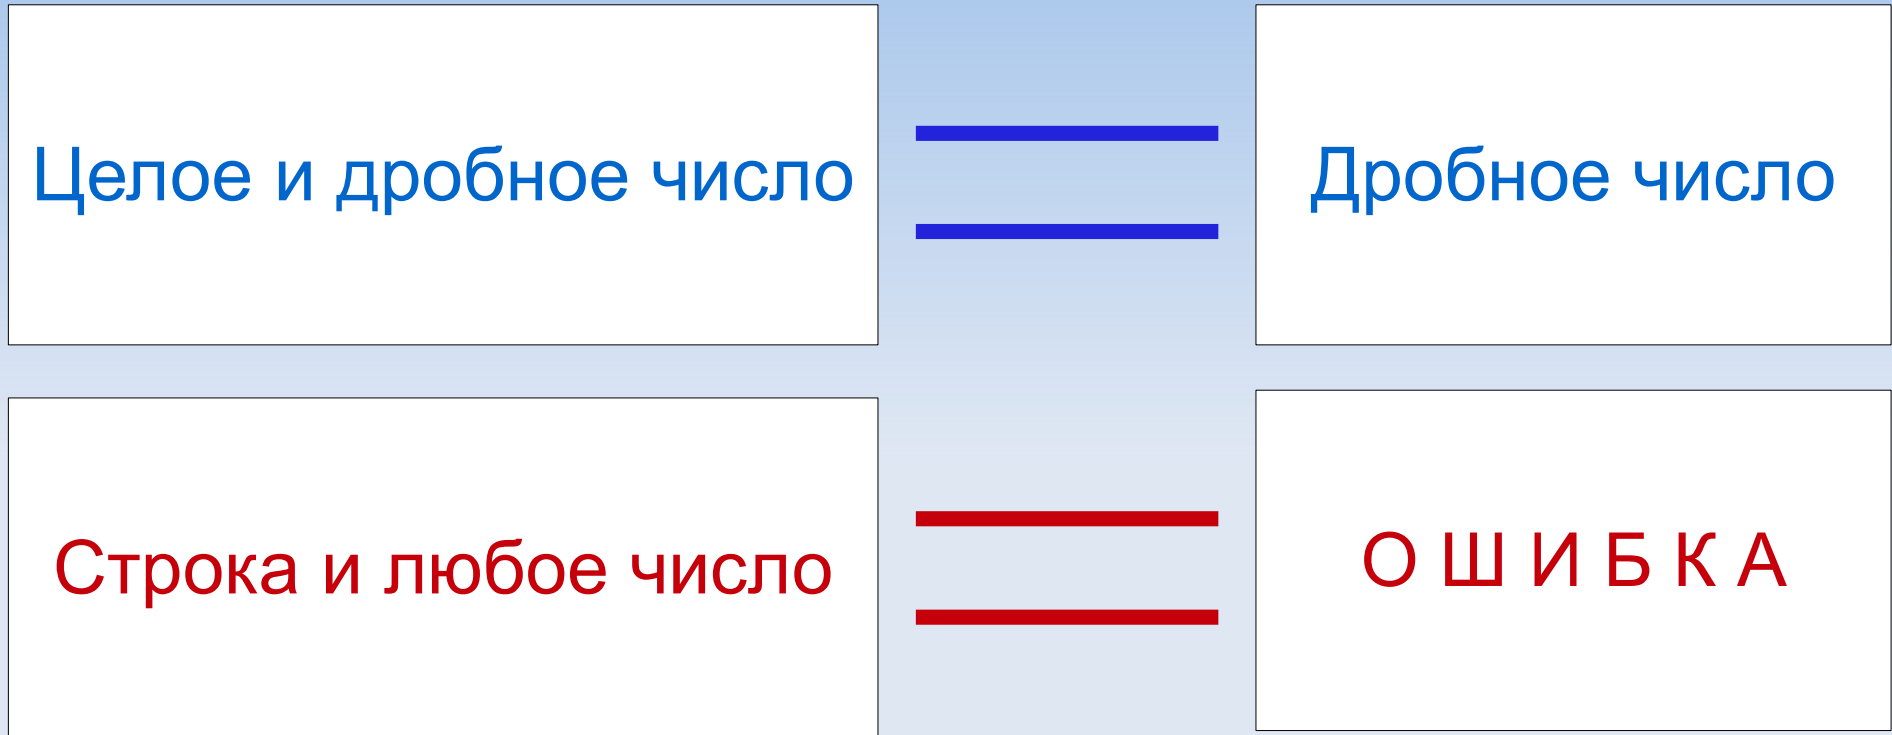 Целое и дробное число
Дробное число
Строка и любое число
О Ш И Б К А